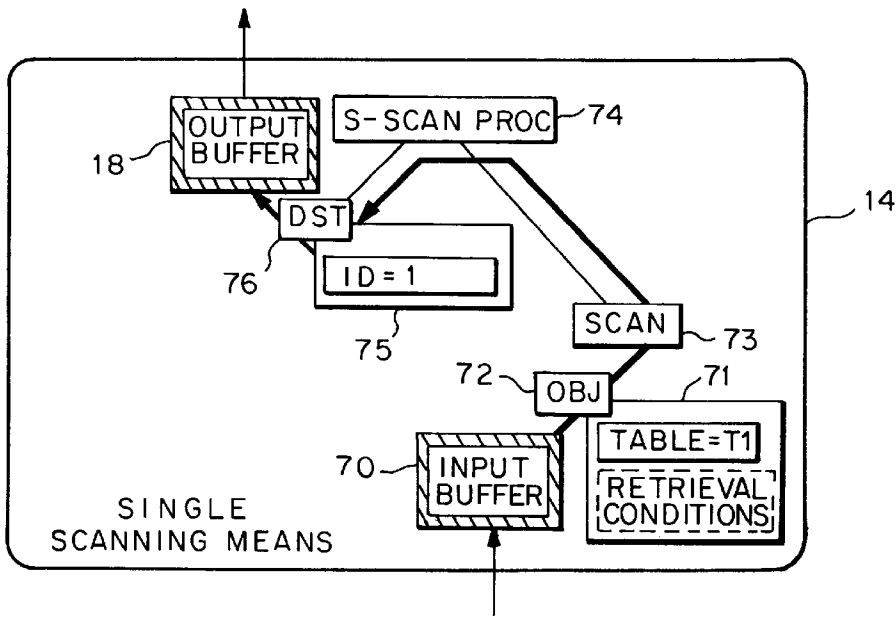 OUTPUT
BUFFER
18
S-SCAN PROC
74
14
DST
76
ID = 1
75
SCAN
73
72
OBJ
71
TABLE=T1
RETRIEVAL
CONDITIONS
70
INPUT
BUFFER
SINGLE
SCANNING MEANS